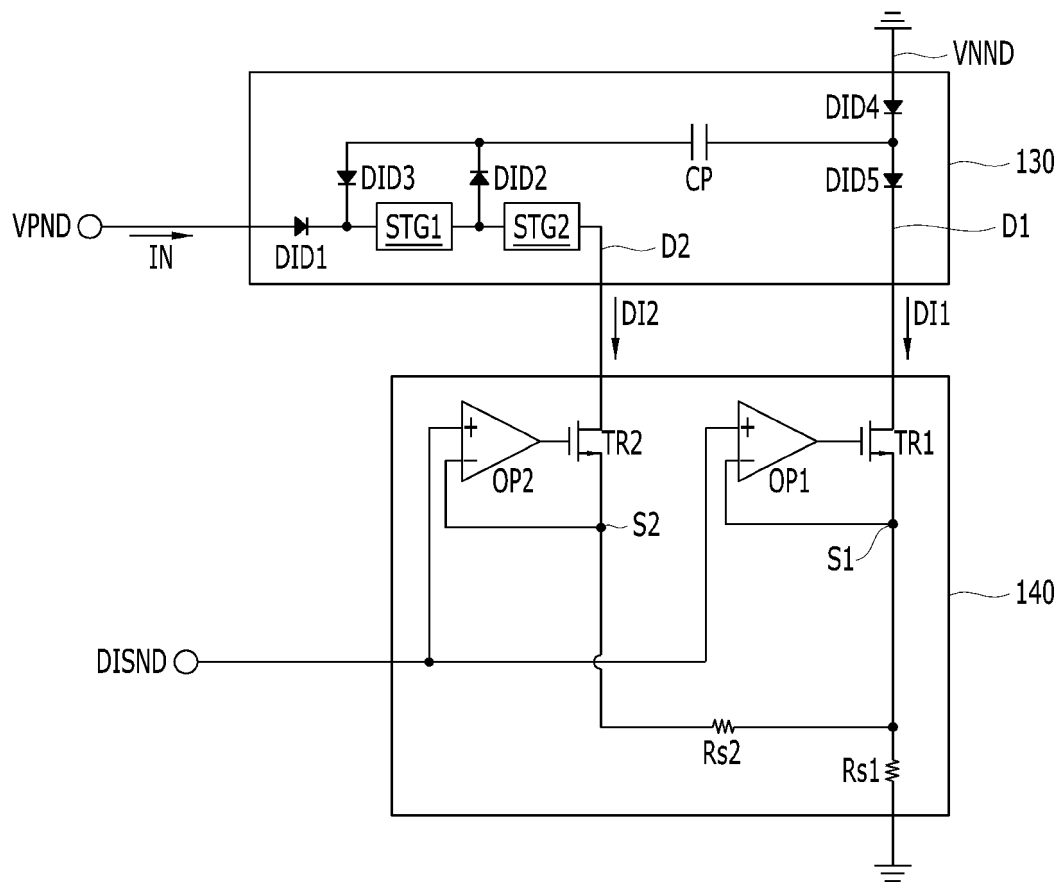 VNND
DID4
130
DID3
DID2
CP
DID5
VPND
STG1
STG2
D1
IN
DID1
D2
DI2
DI1
+
−
TR2
OP2
+
−
TR1
OP1
S2
S1
140
DISND
Rs2
Rs1